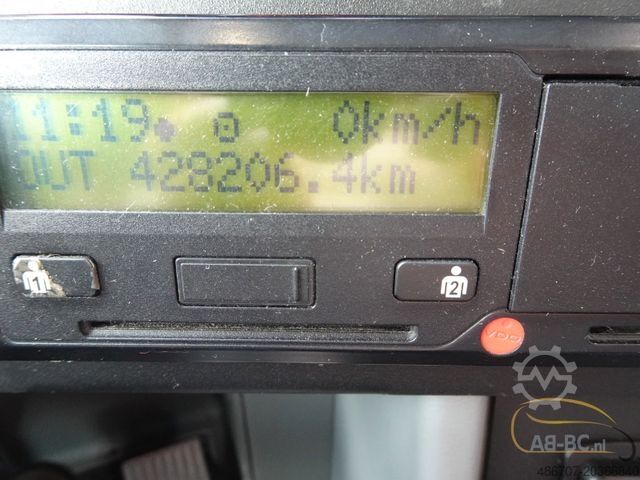 11:19 0km/h
OUT 428206.4km
1
2
VDO
AB-BC.nl
486707-20366840